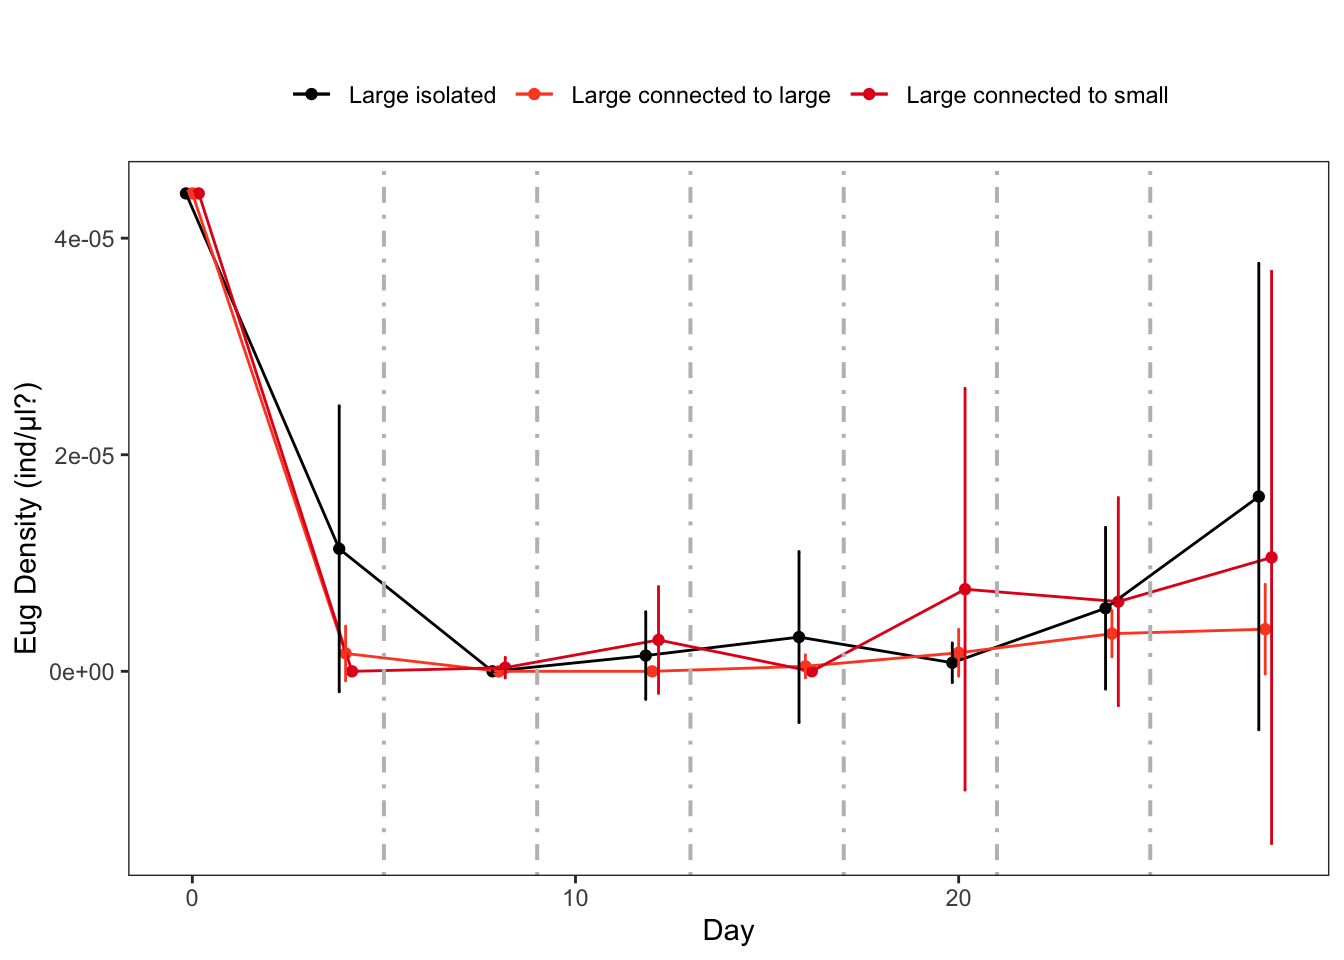 Large isolated Large connected to large Large connected to small
4e-05
2e-05
0e+00
Eug Density (ind/μl?)
0 10 20
Day